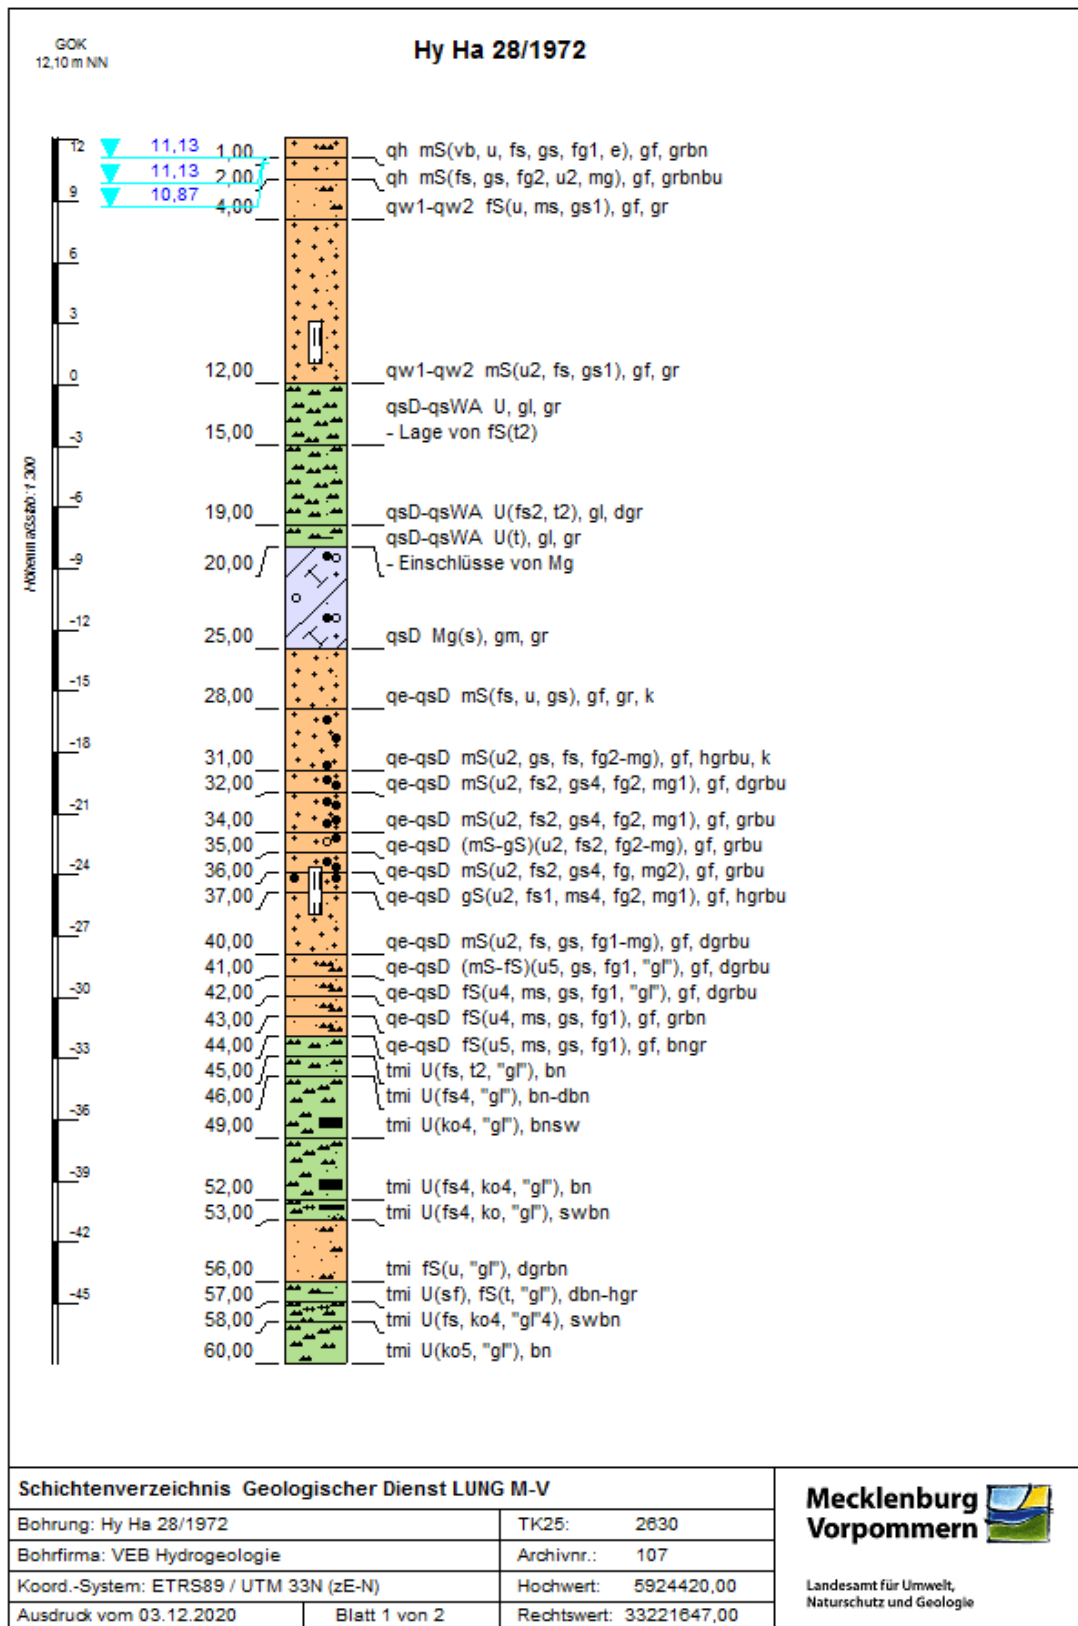 GOK
12,10 m NN
Hy Ha 28/1972
12
11,13
1,00
qh mS(vb, u, fs, gs, fg1, e), gf, grbn
11,13
2,00
qh mS(fs, gs, fg2, u2, mg), gf, grbnbu
9
10,87
4,00
qw1-qw2 fS(u, ms, gs1), gf, gr
6
3
0
12,00
qw1-qw2 mS(u2, fs, gs1), gf, gr
qsD-qsWA U, gl, gr
-3
15,00
- Lage von fS(t2)
Höhenmaßstab: 1:300
-6
19,00
qsD-qsWA U(fs2, t2), gl, dgr
qsD-qsWA U(t), gl, gr
-9
20,00
- Einschlüsse von Mg
-12
25,00
qsD Mg(s), gm, gr
-15
28,00
qe-qsD mS(fs, u, gs), gf, gr, k
-18
31,00
qe-qsD mS(u2, gs, fs, fg2-mg), gf, hgrbu, k
32,00
qe-qsD mS(u2, fs2, gs4, fg2, mg1), gf, dgrbu
-21
34,00
qe-qsD mS(u2, fs2, gs4, fg2, mg1), gf, grbu
35,00
qe-qsD (mS-gS)(u2, fs2, fg2-mg), gf, grbu
-24
36,00
qe-qsD mS(u2, fs2, gs4, fg, mg2), gf, grbu
37,00
qe-qsD gS(u2, fs1, ms4, fg2, mg1), gf, hgrbu
-27
40,00
qe-qsD mS(u2, fs, gs, fg1-mg), gf, dgrbu
41,00
qe-qsD (mS-fS)(u5, gs, fg1, "gl"), gf, dgrbu
-30
42,00
qe-qsD fS(u4, ms, gs, fg1, "gl"), gf, dgrbu
43,00
qe-qsD fS(u4, ms, gs, fg1), gf, grbn
-33
44,00
qe-qsD fS(u5, ms, gs, fg1), gf, bngr
45,00
tmi U(fs, t2, "gl"), bn
46,00
tmi U(fs4, "gl"), bn-dbn
-36
49,00
tmi U(ko4, "gl"), bnsw
-39
52,00
tmi U(fs4, ko4, "gl"), bn
53,00
tmi U(fs4, ko, "gl"), swbn
-42
56,00
tmi fS(u, "gl"), dgrbn
57,00
tmi U(sf), fS(t, "gl"), dbn-hgr
-45
58,00
tmi U(fs, ko4, "gl"4), swbn
60,00
tmi U(ko5, "gl"), bn
Schichtenverzeichnis Geologischer Dienst LUNG M-V
Bohrung: Hy Ha 28/1972
TK25: 2630
Bohrfirma: VEB Hydrogeologie
Archivnr.: 107
Koord.-System: ETRS89 / UTM 33N (zE-N)
Hochwert: 5924420,00
Ausdruck vom 03.12.2020
Blatt 1 von 2
Rechtswert: 33221647,00
Mecklenburg
Vorpommern
Landesamt für Umwelt,
Naturschutz und Geologie